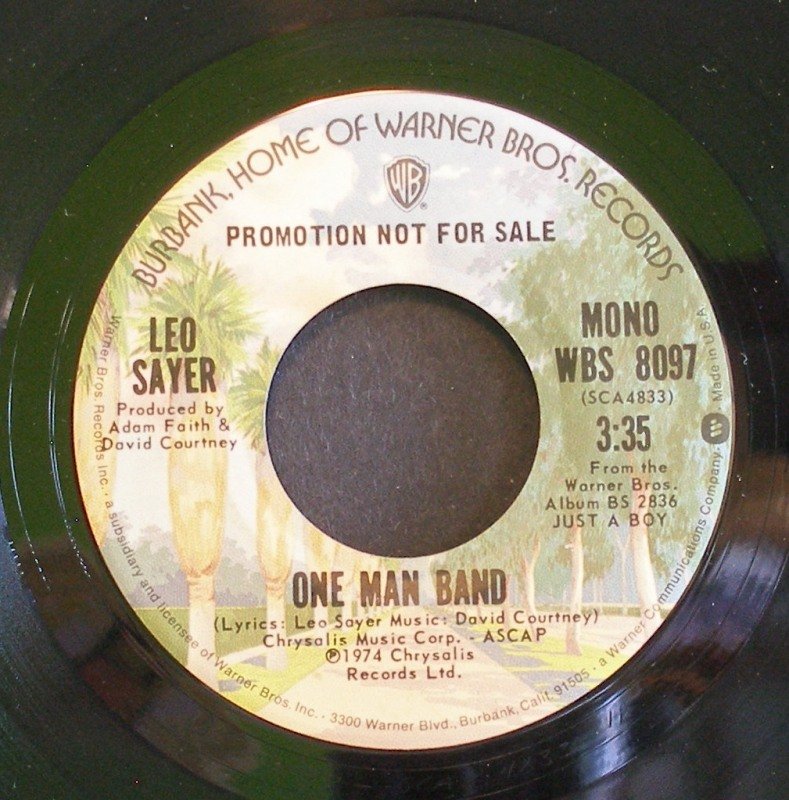 BURBANK, HOME OF WARNER BROS. RECORDS
WB
®
PROMOTION NOT FOR SALE
LEO
SAYER
Produced by
Adam Faith &
David Courtney
MONO
WBS 8097
(SCA4833)
3:35
From the
Warner Bros.
Album BS 2836
JUST A BOY
ONE MAN BAND
(Lyrics: Leo Sayer Music: David Courtney)
Chrysalis Music Corp. - ASCAP
℗1974 Chrysalis
Records Ltd.
Warner Bros. Records Inc. · a subsidiary and licensee of Warner Bros. Inc. · 3300 Warner Blvd., Burbank, Calif. 91505 · a Warner Communications Company. Made in U.S.A.